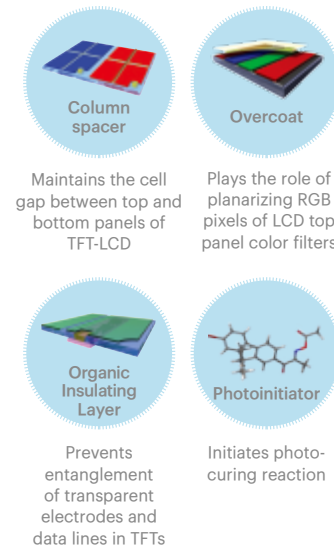 Column
spacer
Maintains the cell
gap between top and
bottom panels of
TFT-LCD
Overcoat
Plays the role of
planarizing RGB
pixels of LCD top
panel color filters
Organic
Insulating
Layer
Prevents
entanglement
of transparent
electrodes and
data lines in TFTs
Photoinitiator
Initiates photo-
curing reaction